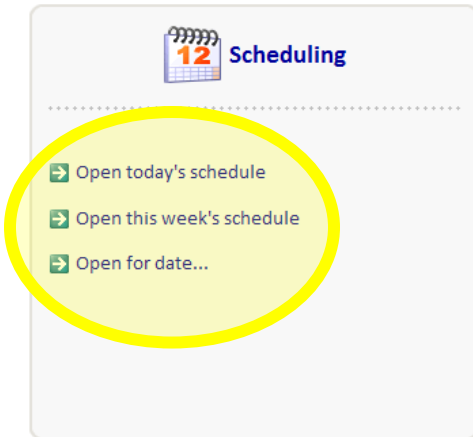 12 Scheduling
Open today's schedule
Open this week's schedule
Open for date...